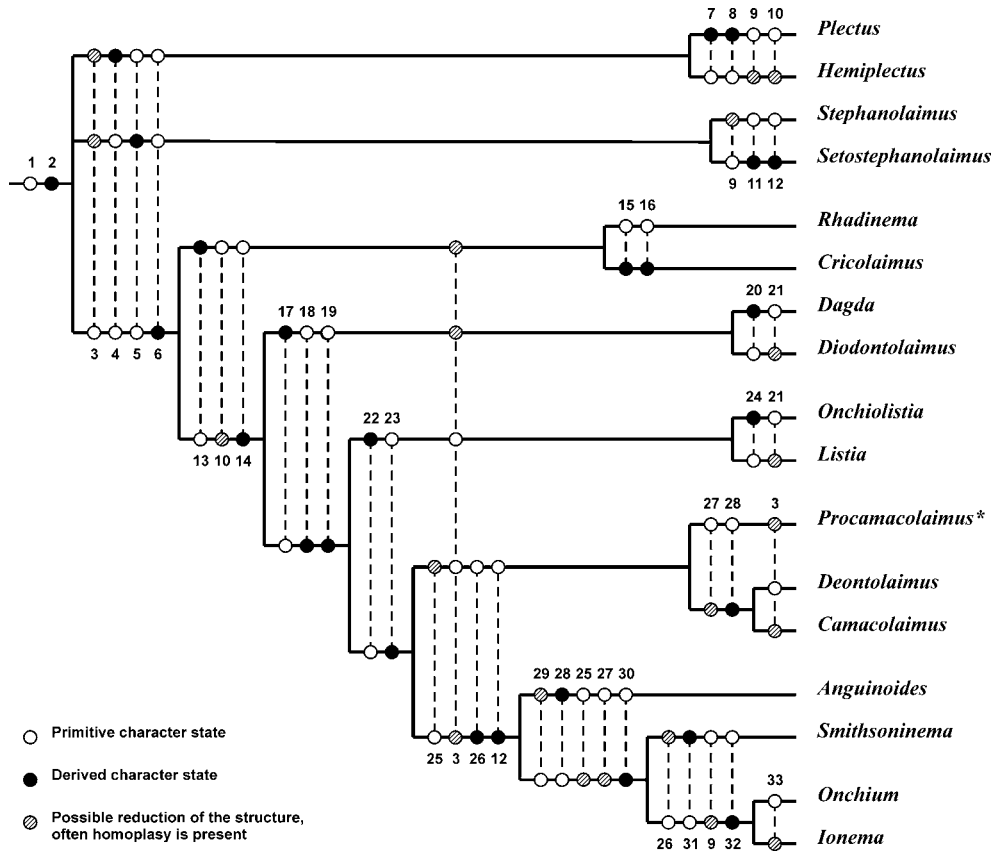 7 8 9 10
Plectus
Hemiplectus
Stephanolaimus
1 2
Setostephanolaimus
9 11 12
15 16
Rhadinema
Cricolaimus
20 21
Dagda
17 18 19
3 4 5 6
Diodontolaimus
24 21
Onchiolistia
22 23
13 10 14
Listia
27 28 3
Procamacolaimus*
Deontolaimus
Camacolaimus
29 28 25 27 30
Anguinoides
Primitive character state
Smithsoninema
25 3 26 12
Derived character state
33
Onchium
Possible reduction of the structure,
often homoplasy is present
26 31 9 32
Ionema